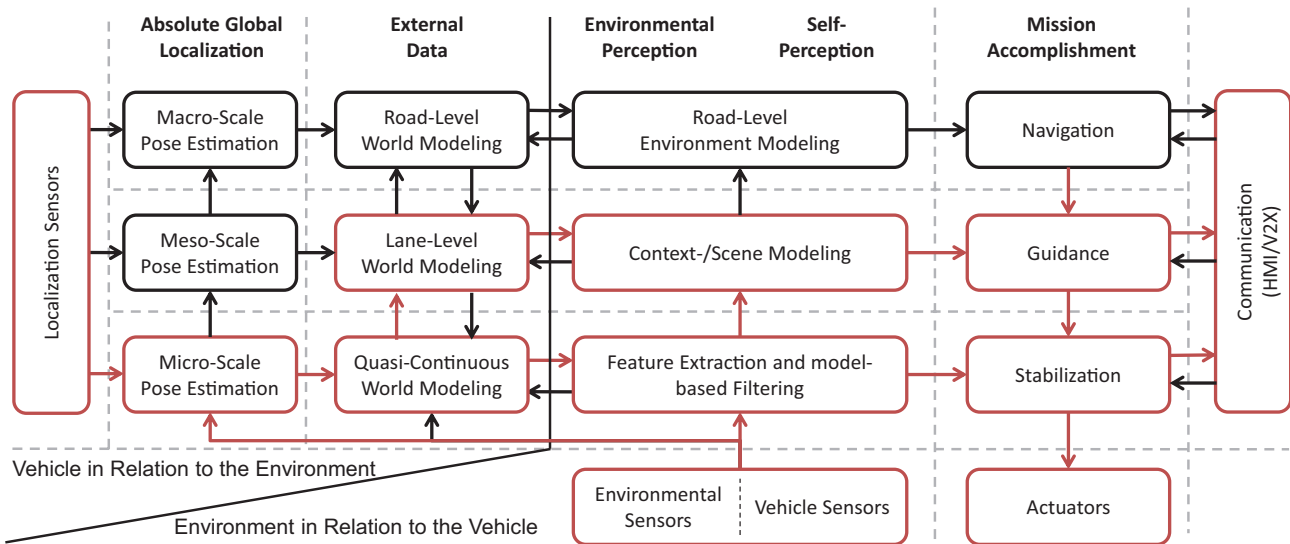 Absolute Global
Localization
External
Data
Environmental
Perception
Self-
Perception
Mission
Accomplishment
Localization Sensors
Macro-Scale
Pose Estimation
Road-Level
World Modeling
Road-Level
Environment Modeling
Navigation
Communication
(HMI/V2X)
Meso-Scale
Pose Estimation
Lane-Level
World Modeling
Context-/Scene Modeling
Guidance
Micro-Scale
Pose Estimation
Quasi-Continuous
World Modeling
Feature Extraction and model-
based Filtering
Stabilization
Vehicle in Relation to the Environment
Environment in Relation to the Vehicle
Environmental
Sensors
Vehicle Sensors
Actuators